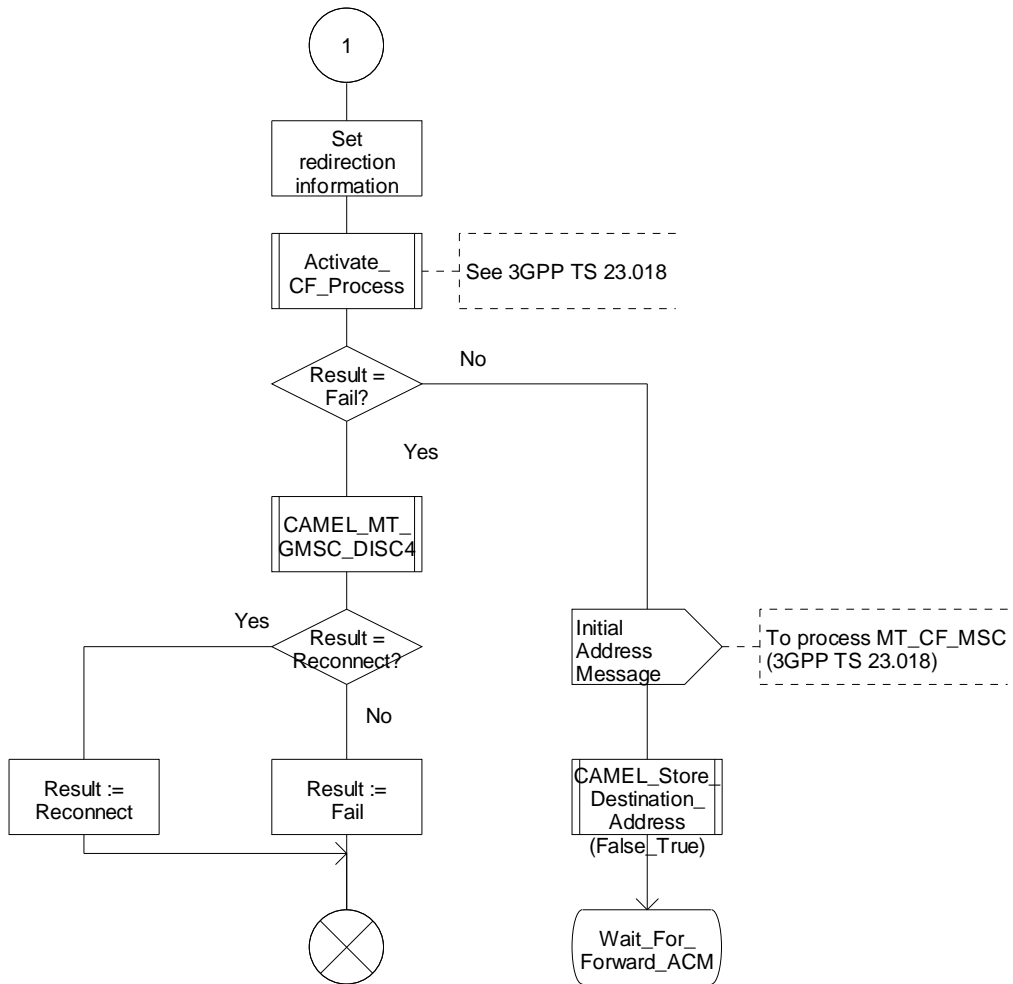 1
Set
redirection
information
Activate_
CF_Process
See 3GPP TS 23.018
Result =
Fail?
No
Yes
CAMEL_MT_
GMSC_DISC4
Yes
Result =
Reconnect?
No
Initial
Address
Message
To process MT_CF_MSC
(3GPP TS 23.018)
Result :=
Reconnect
Result :=
Fail
CAMEL_Store_
Destination_
Address
(False_True)
Wait_For_
Forward_ACM